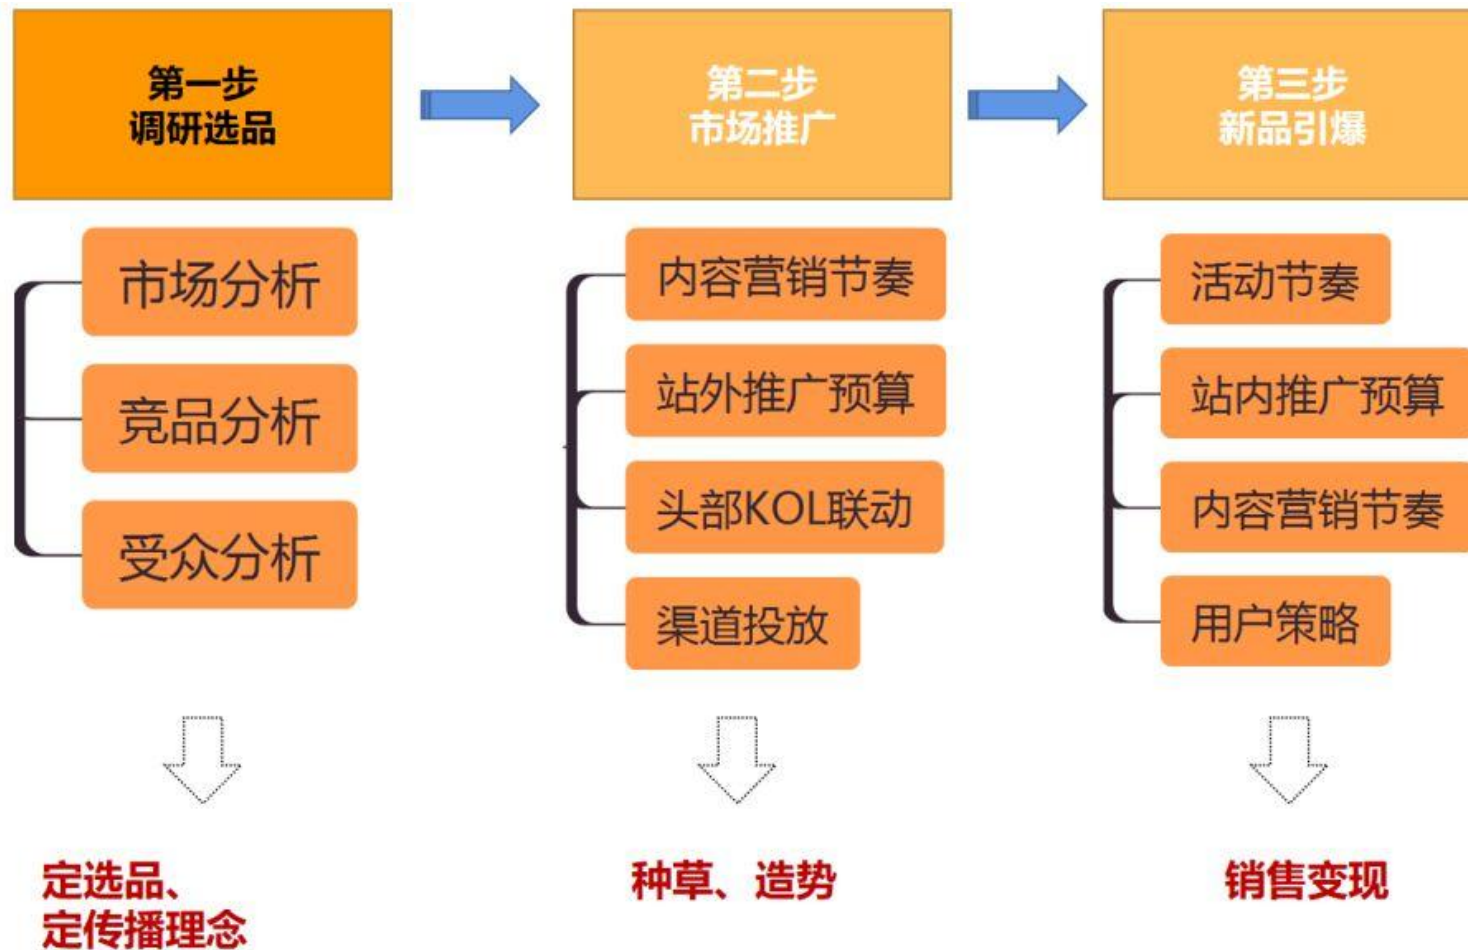 第一步
调研选品
第二步
市场推广
第三步
新品引爆
市场分析
竞品分析
受众分析
内容营销节奏
站外推广预算
头部KOL联动
渠道投放
活动节奏
站内推广预算
内容营销节奏
用户策略
定选品、
定传播理念
种草、造势
销售变现